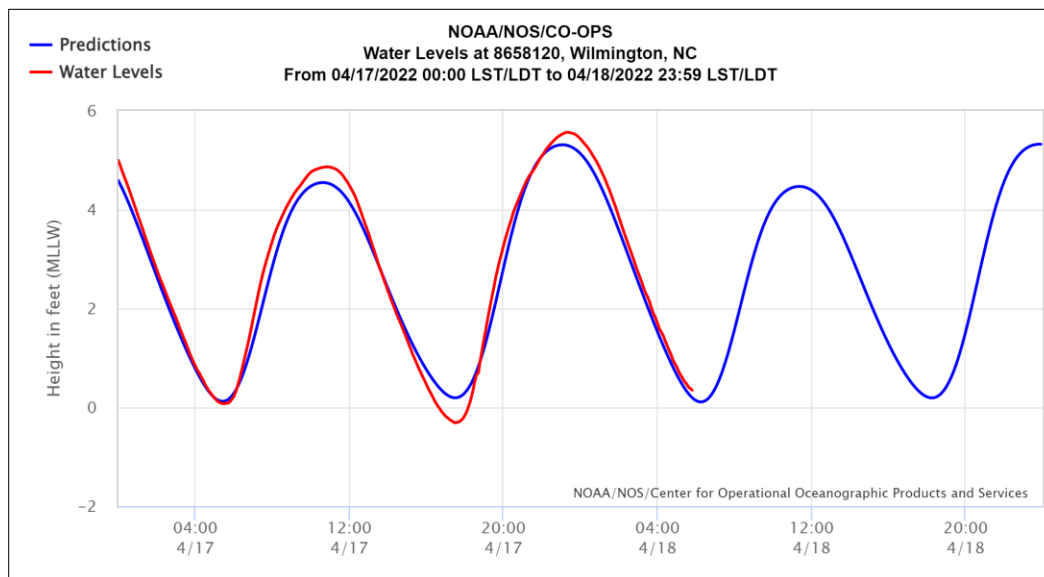 NOAA/NOS/CO-OPS
Water Levels at 8658120, Wilmington, NC
From 04/17/2022 00:00 LST/LDT to 04/18/2022 23:59 LST/LDT
Predictions
Water Levels
Height in feet (MLLW)
6
4
2
0
−2
NOAA/NOS/Center for Operational Oceanographic Products and Services
04:00 12:00 20:00 04:00 12:00 20:00
4/17 4/17 4/17 4/18 4/18 4/18